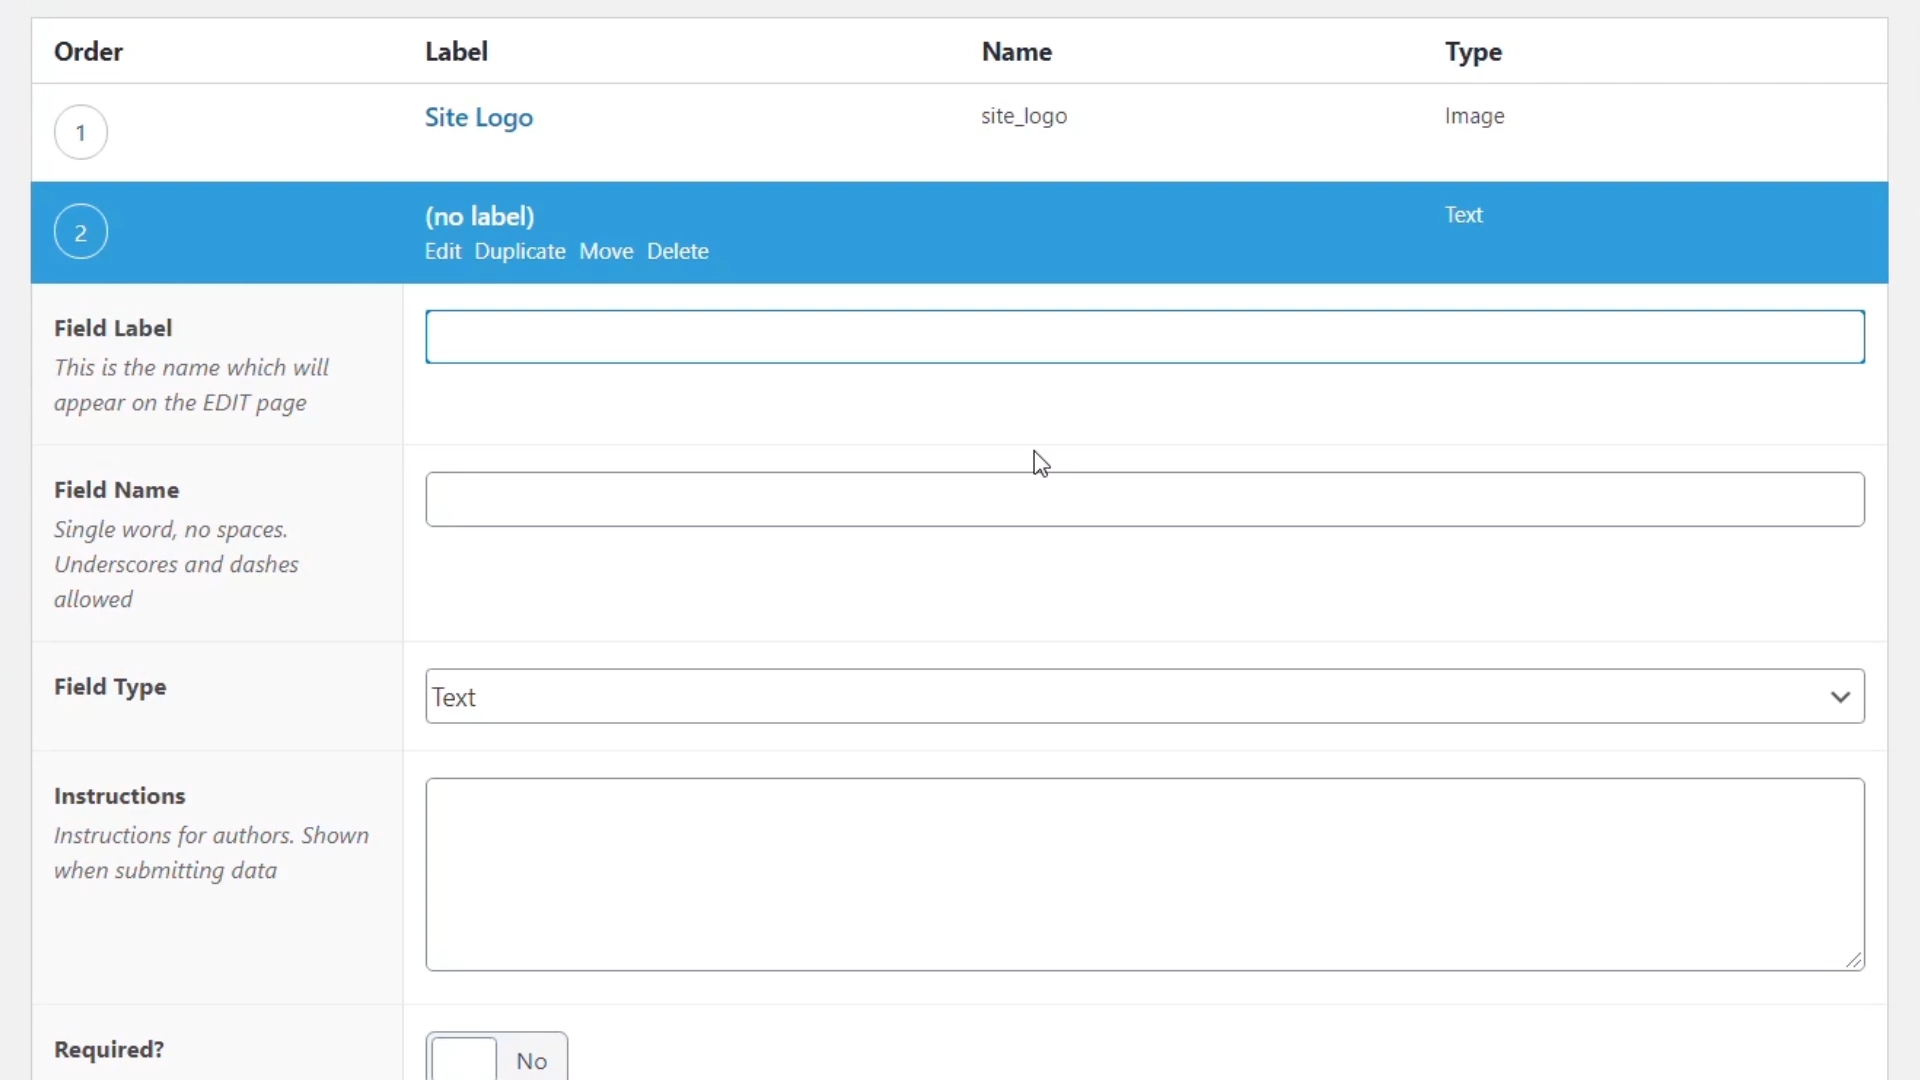 Order Label Name Type
1 Site Logo site_logo Image
2 (no label) Text
Edit Duplicate Move Delete
Field Label
This is the name which will
appear on the EDIT page
Field Name
Single word, no spaces.
Underscores and dashes
allowed
Field Type Text
Instructions
Instructions for authors. Shown
when submitting data
Required? No